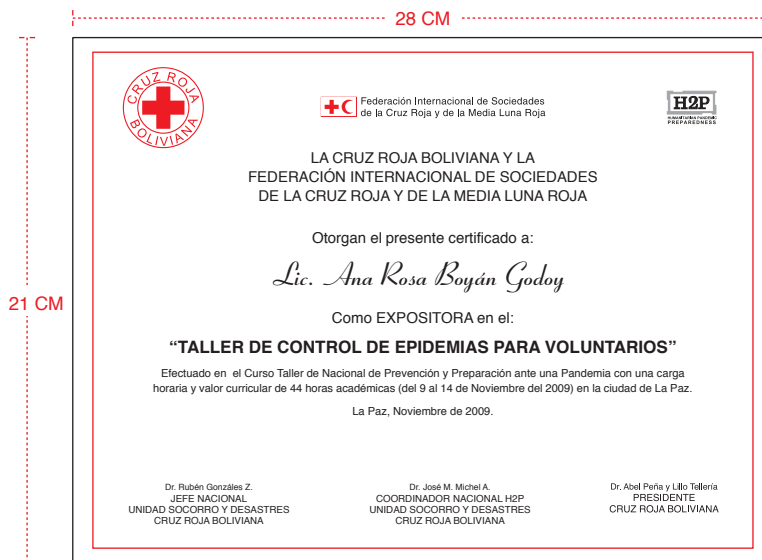 28 CM
21 CM
CRUZ ROJA
BOLIVIANA
Federación Internacional de Sociedades
de la Cruz Roja y de la Media Luna Roja
H2P
HUMANITARIAN PANDEMIC
PREPAREDNESS
LA CRUZ ROJA BOLIVIANA Y LA
FEDERACIÓN INTERNACIONAL DE SOCIEDADES
DE LA CRUZ ROJA Y DE LA MEDIA LUNA ROJA
Otorgan el presente certificado a:
Lic. Ana Rosa Boyán Godoy
Como EXPOSITORA en el:
“TALLER DE CONTROL DE EPIDEMIAS PARA VOLUNTARIOS”
Efectuado en el Curso Taller de Nacional de Prevención y Preparación ante una Pandemia con una carga
horaria y valor curricular de 44 horas académicas (del 9 al 14 de Noviembre del 2009) en la ciudad de La Paz.
La Paz, Noviembre de 2009.
Dr. Rubén Gonzáles Z.
JEFE NACIONAL
UNIDAD SOCORRO Y DESASTRES
CRUZ ROJA BOLIVIANA
Dr. José M. Michel A.
COORDINADOR NACIONAL H2P
UNIDAD SOCORRO Y DESASTRES
CRUZ ROJA BOLIVIANA
Dr. Abel Peña y Lillo Tellería
PRESIDENTE
CRUZ ROJA BOLIVIANA